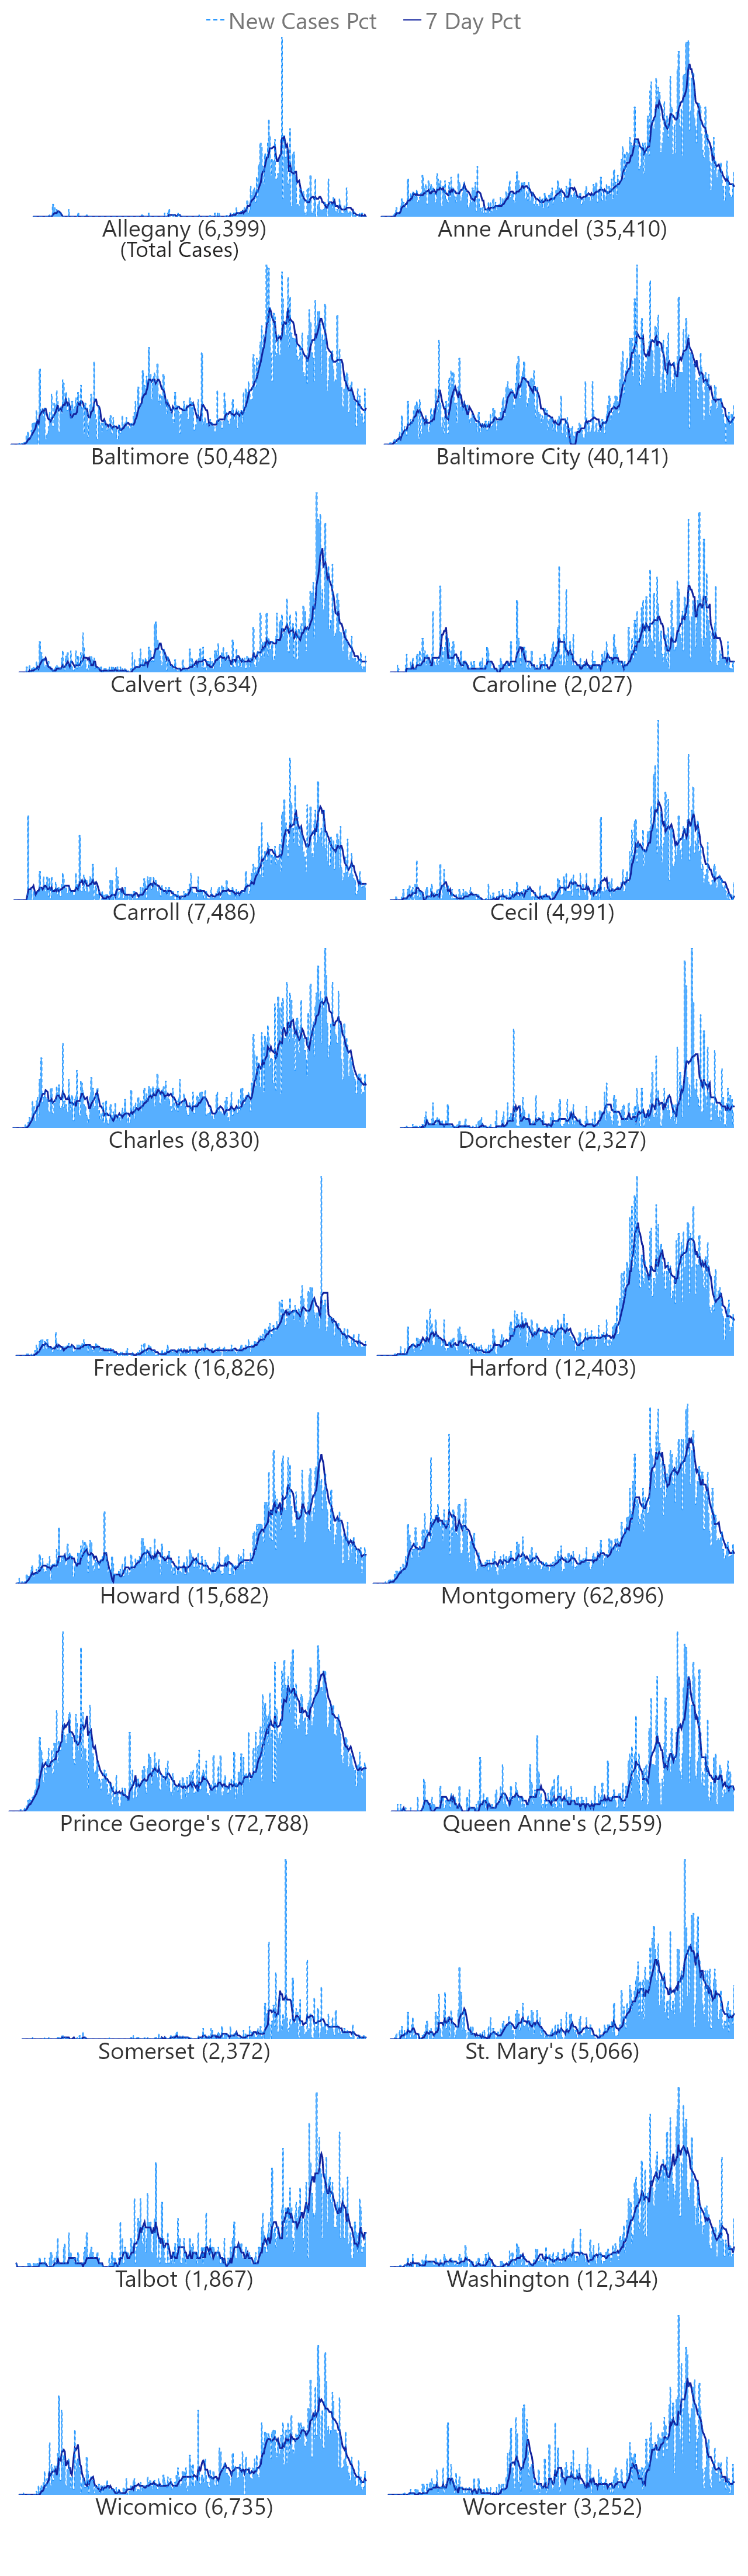 New Cases Pct 7 Day Pct
Allegany (6,399)
(Total Cases)
Anne Arundel (35,410)
Baltimore (50,482)
Baltimore City (40,141)
Calvert (3,634)
Caroline (2,027)
Carroll (7,486)
Cecil (4,991)
Charles (8,830)
Dorchester (2,327)
Frederick (16,826)
Harford (12,403)
Howard (15,682)
Montgomery (62,896)
Prince George's (72,788)
Queen Anne's (2,559)
Somerset (2,372)
St. Mary's (5,066)
Talbot (1,867)
Washington (12,344)
Wicomico (6,735)
Worcester (3,252)